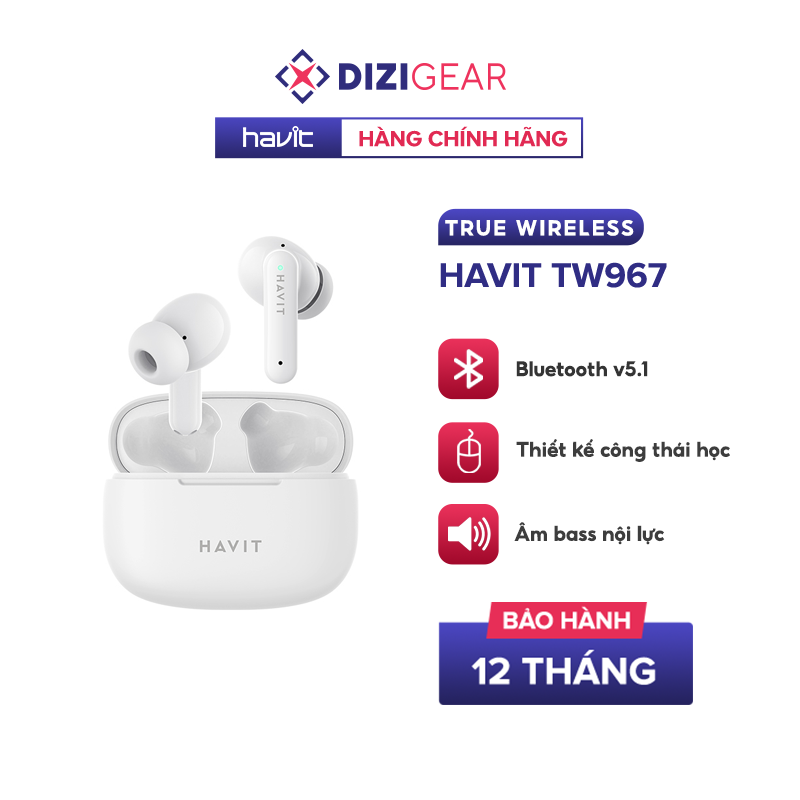 DIZIGEAR
havit HÀNG CHÍNH HÃNG
TRUE WIRELESS
HAVIT TW967
HAVIT
Bluetooth v5.1
Thiết kế công thái học
Âm bass nội lực
HAVIT
BẢO HÀNH
12 THÁNG